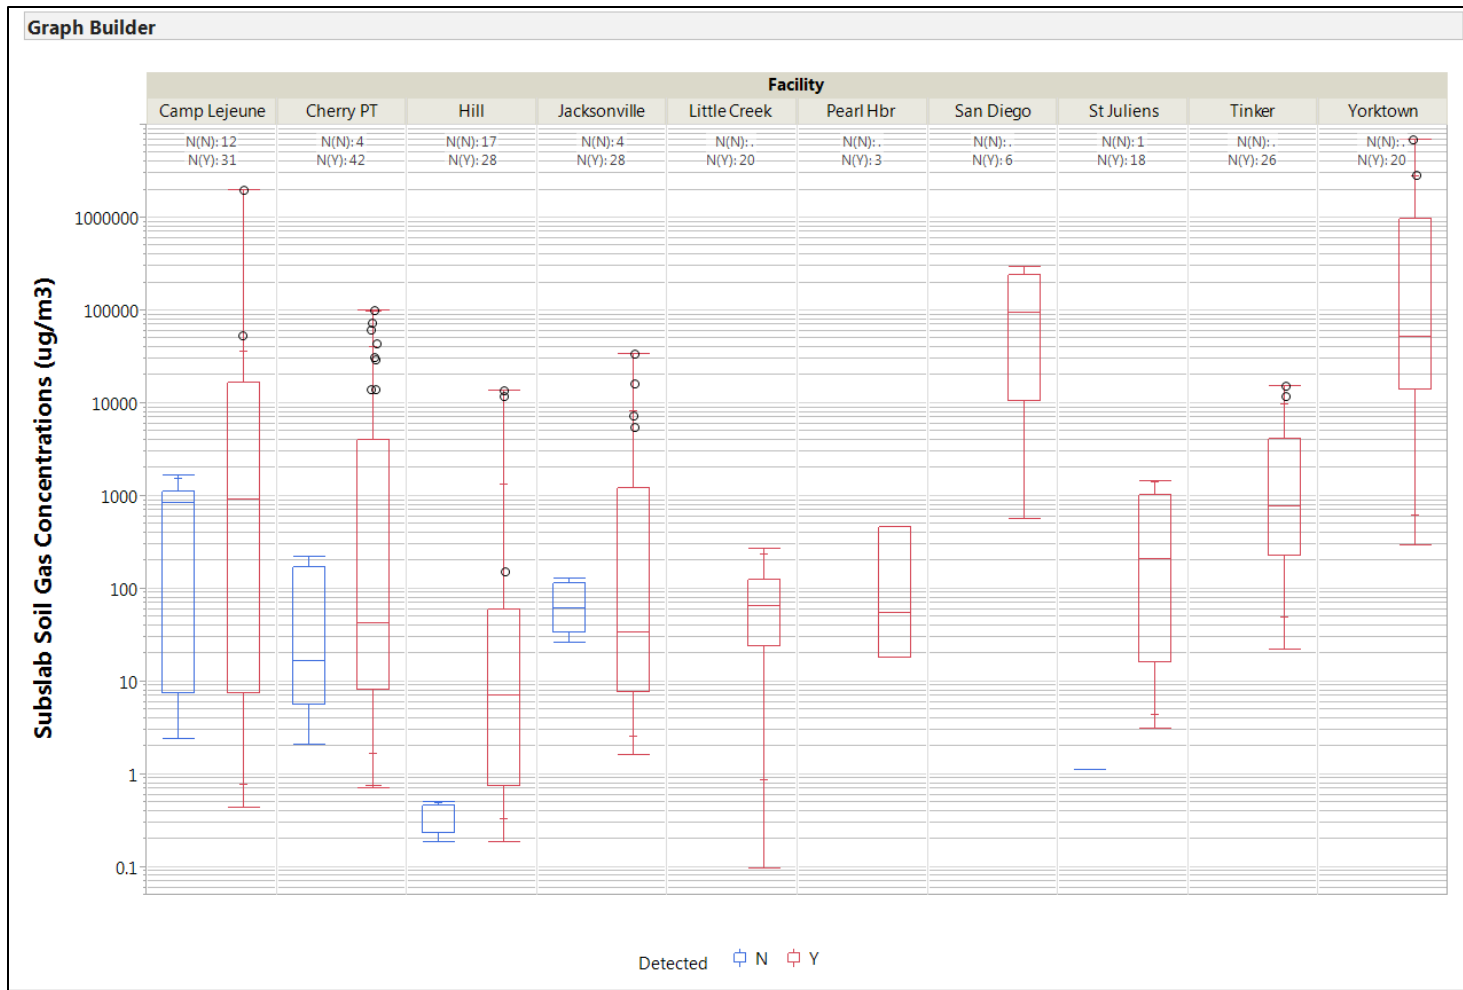 Graph Builder
Facility
Camp Lejeune Cherry PT Hill Jacksonville Little Creek Pearl Hbr San Diego St Juliens Tinker Yorktown
N(N): 12 N(N): 4 N(N): 17 N(N): 4 N(N): . N(N): . N(N): . N(N): 1 N(N): . N(N): .
N(Y): 31 N(Y): 42 N(Y): 28 N(Y): 28 N(Y): 20 N(Y): 3 N(Y): 6 N(Y): 18 N(Y): 26 N(Y): 20
Subslab Soil Gas Concentrations (ug/m3)
1000000
100000
10000
1000
100
10
1
0.1
Detected N Y